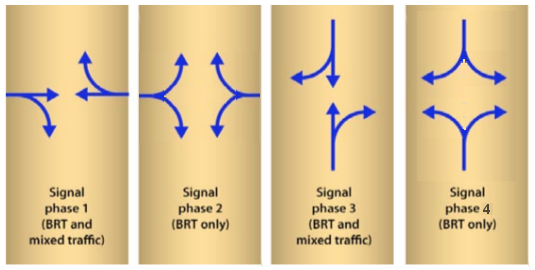 Signal
phase 1
(BRT and
mixed traffic)
Signal
phase 2
(BRT only)
Signal
phase 3
(BRT and
mixed traffic)
Signal
phase 4
(BRT only)